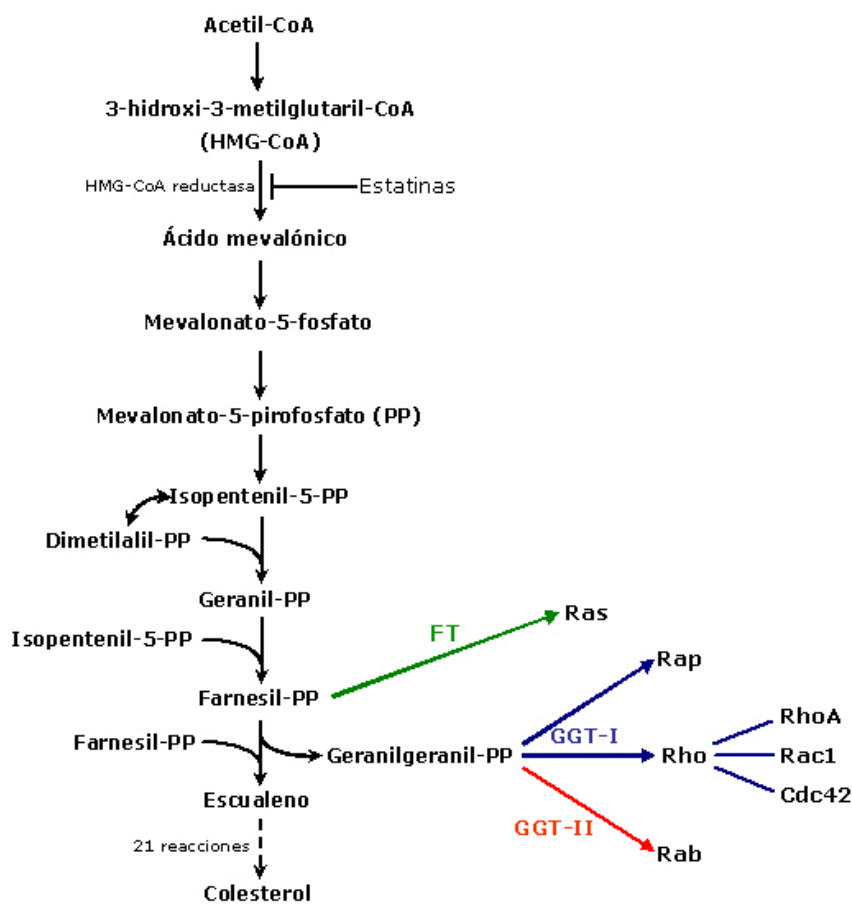 Acetil-CoA
3-hidroxi-3-metilglutaril-CoA
(HMG-CoA)
HMG-CoA reductasa
Estatinas
Ácido mevalónico
Mevalonato-5-fosfato
Mevalonato-5-pirofosfato (PP)
Isopentenil-5-PP
Dimetilalil-PP
Geranil-PP
Isopentenil-5-PP
FT
Ras
Farnesil-PP
Rap
Farnesil-PP
Geranilgeranil-PP
GGT-I
Rho
RhoA
Rac1
Cdc42
Escualeno
GGT-II
21 reacciones
Rab
Colesterol